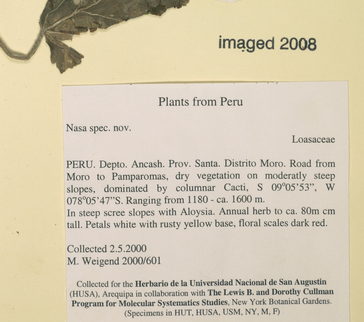 imaged 2008
Plants from Peru
Nasa spec. nov.
Loasaceae
PERU. Depto. Ancash. Prov. Santa. Distrito Moro. Road from
Moro to Pamparomas, dry vegetation on moderatly steep
slopes, dominated by columnar Cacti, S 09°05'53", W
078°05'47"S. Ranging from 1180 - ca. 1600 m.
In steep scree slopes with Aloysia. Annual herb to ca. 80m cm
tall. Petals white with rusty yellow base, floral scales dark red.
Collected 2.5.2000
M. Weigend 2000/601
Collected for the Herbario de la Universidad Nacional de San Augustin
(HUSA), Arequipa in collaboration with The Lewis B. and Dorothy Cullman
Program for Molecular Systematics Studies, New York Botanical Gardens.
(Specimens in HUT, HUSA, USM, NY, M, F)